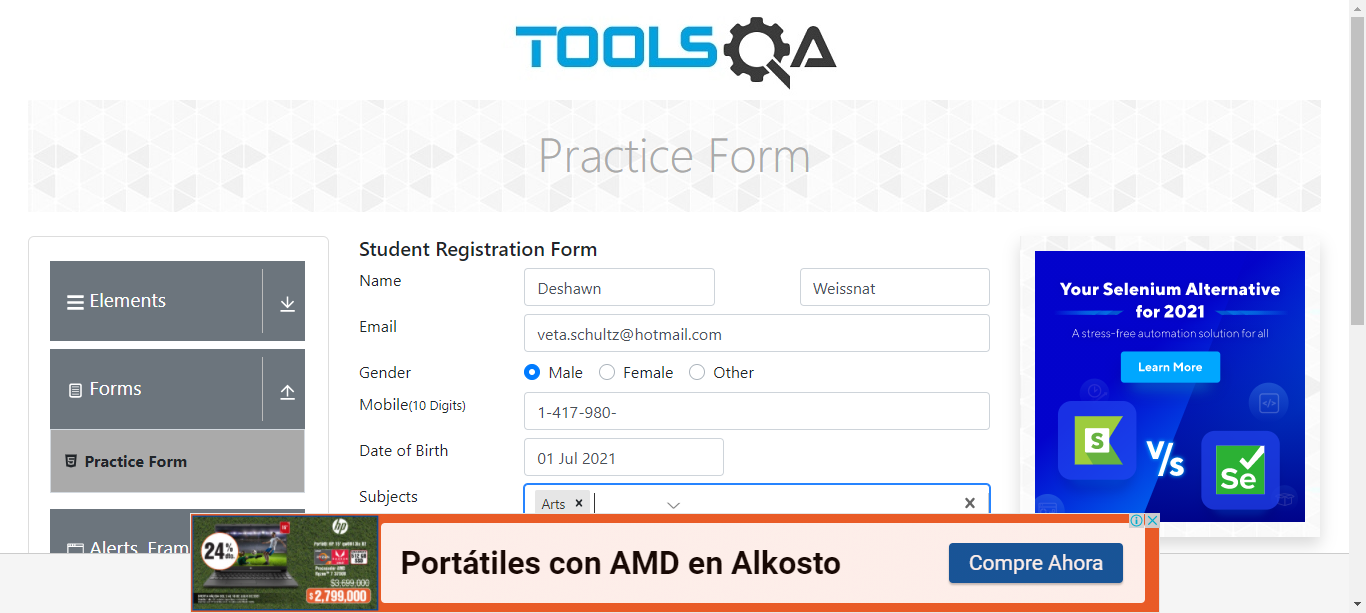 TOOLSQA
Practice Form
Elements
Forms
Practice Form
Alerts, Fram
Student Registration Form
Name
Deshawn
Weissnat
Email
veta.schultz@hotmail.com
Gender
Male
Female
Other
Mobile(10 Digits)
1-417-980-
Date of Birth
01 Jul 2021
Subjects
Arts
Your Selenium Alternative
for 2021
A stress-free automation solution for all
Learn More
S
V/s
Se
24%
hp
$3.699.000
$2,799,000
Portátiles con AMD en Alkosto
Compre Ahora